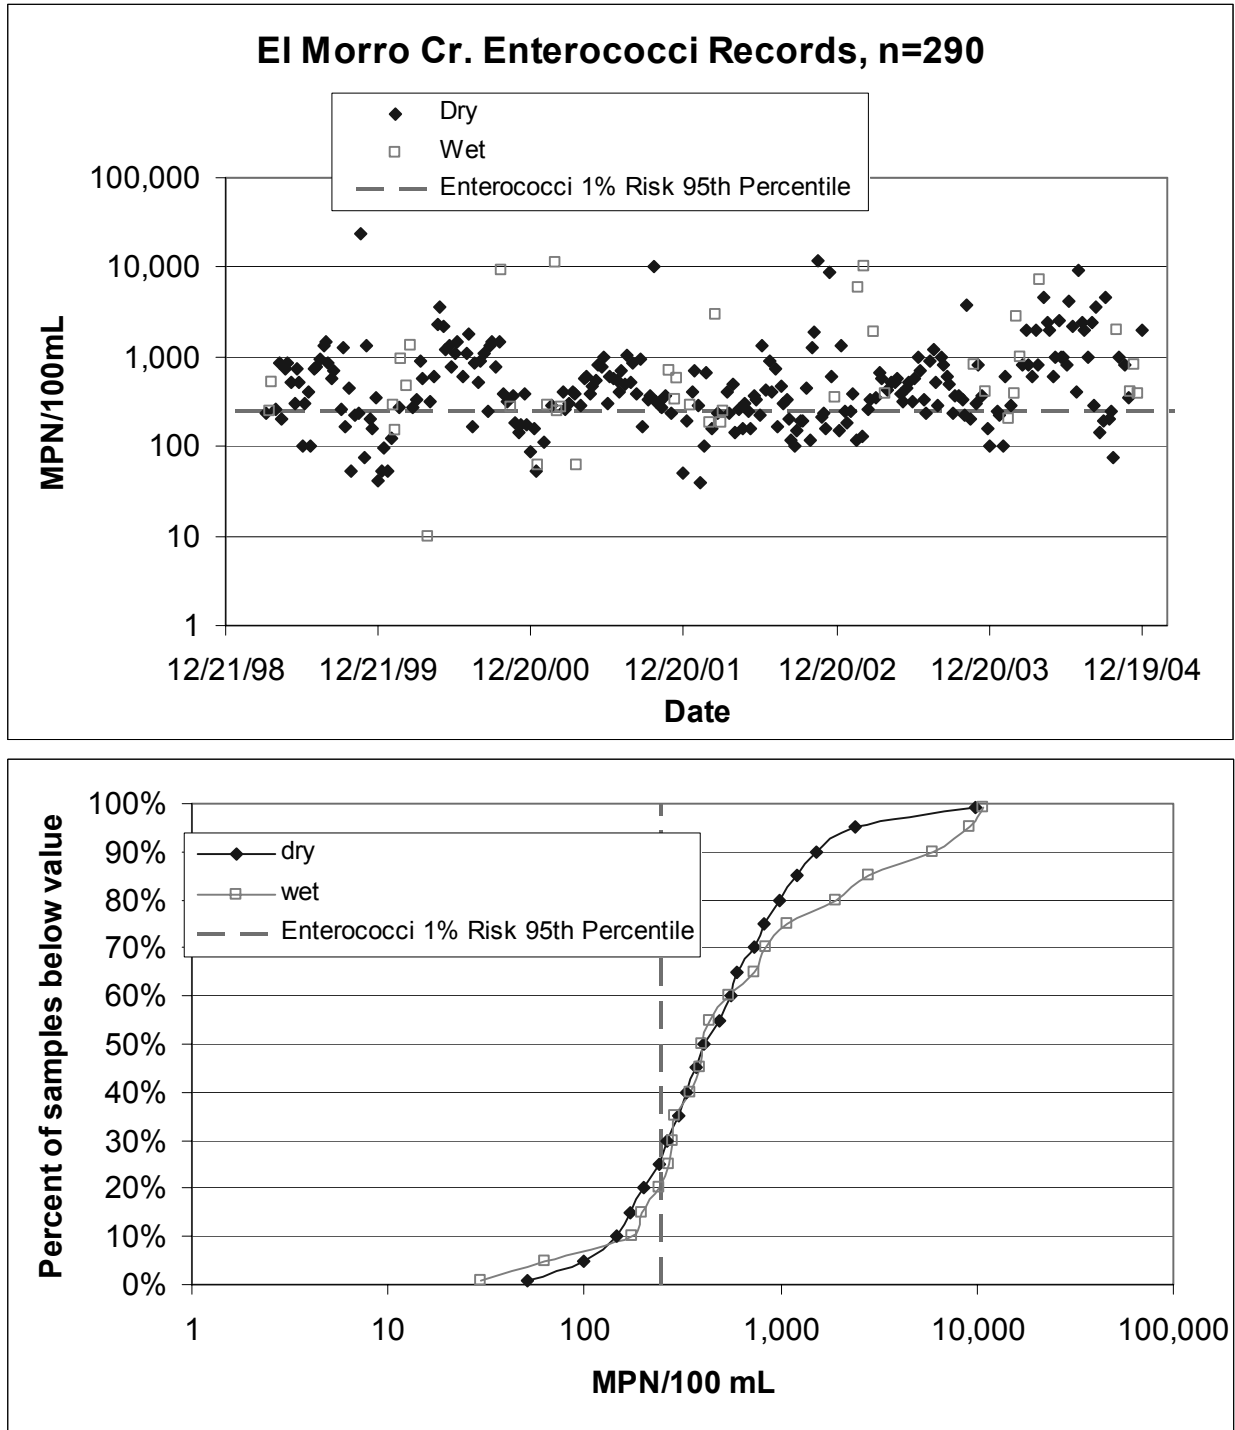 El Morro Cr. Enterococci Records, n=290
Dry
Wet
Enterococci 1% Risk 95th Percentile
100,000
10,000
1,000
100
10
1
MPN/100mL
12/21/98 12/21/99 12/20/00 12/20/01 12/20/02 12/20/03 12/19/04
Date
100%
90%
80%
70%
60%
50%
40%
30%
20%
10%
0%
Percent of samples below value
dry
wet
Enterococci 1% Risk 95th Percentile
1 10 100 1,000 10,000 100,000
MPN/100 mL